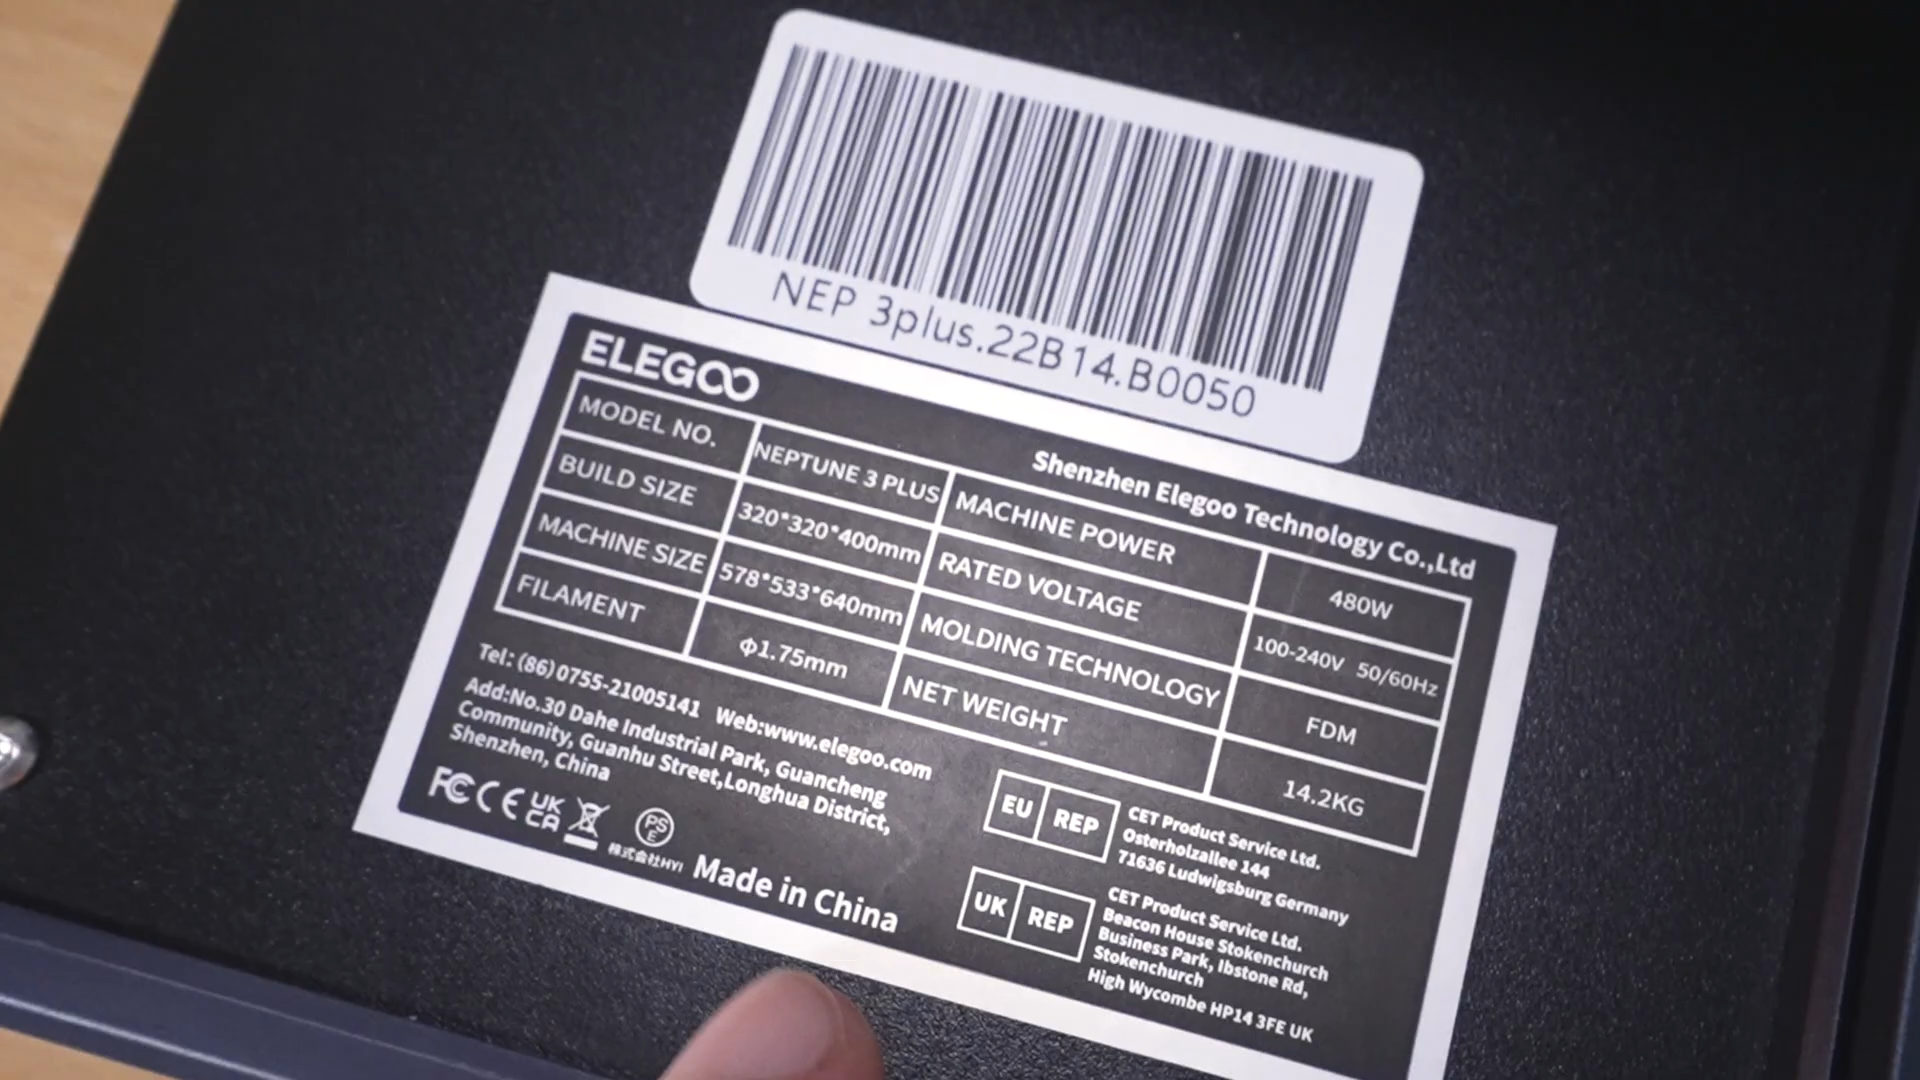 NEP 3plus.22B14.B0050
ELEGOO
Shenzhen Elegoo Technology Co.,Ltd
MODEL NO. NEPTUNE 3 PLUS MACHINE POWER 480W
BUILD SIZE 320*320*400mm RATED VOLTAGE 100-240V 50/60Hz
MACHINE SIZE 578*533*640mm MOLDING TECHNOLOGY FDM
FILAMENT ϕ1.75mm NET WEIGHT 14.2KG
Tel: (86)0755-21005141 Web:www.elegoo.com
Add:No.30 Dahe Industrial Park, Guancheng
Community, Guanhu Street,Longhua District,
Shenzhen, China
FC CE UK
CA
PS
E
株式会社HYI
Made in China
EU REP
CET Product Service Ltd.
Osterholzallee 144
71636 Ludwigsburg Germany
UK REP
CET Product Service Ltd.
Beacon House Stokenchurch
Business Park, Ibstone Rd,
Stokenchurch
High Wycombe HP14 3FE UK